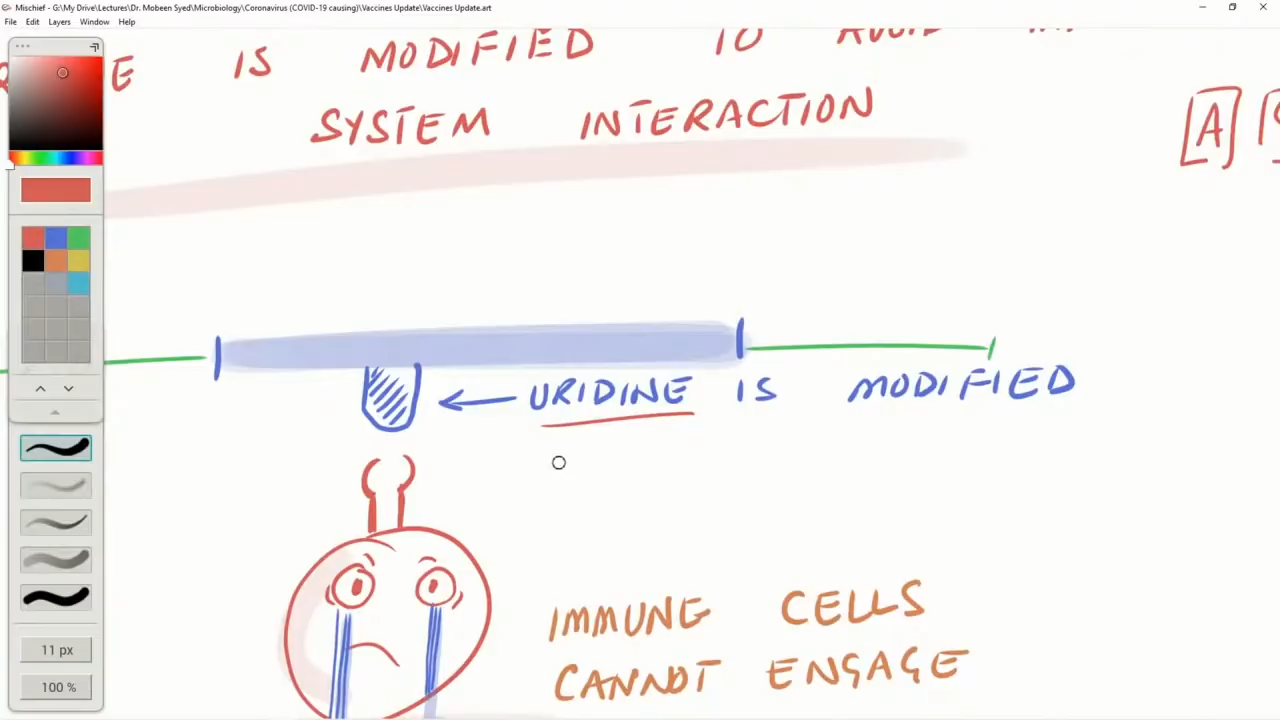 Mischief - G:\My Drive\Lectures\Dr. Mobeen Syed\Microbiology\Coronavirus (COVID-19 causing)\Vaccines Update\Vaccines Update.art
File Edit Layers Window Help
E IS MODIFIED TO AVOID
SYSTEM INTERACTION
A
URIDINE IS MODIFIED
IMMUNE CELLS
CANNOT ENGAGE
11 px
100 %